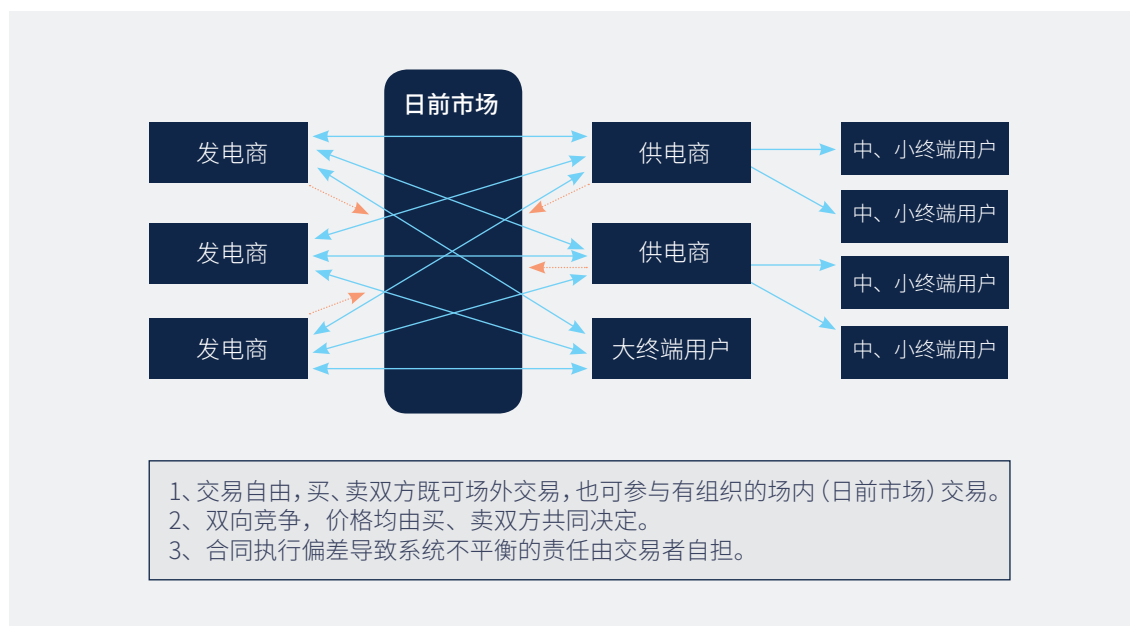 日前市场
发电商
供电商
中、小终端用户
中、小终端用户
发电商
供电商
中、小终端用户
发电商
大终端用户
中、小终端用户
1、交易自由，买、卖双方既可场外交易，也可参与有组织的场内（日前市场）交易。
2、双向竞争，价格均由买、卖双方共同决定。
3、合同执行偏差导致系统不平衡的责任由交易者自担。